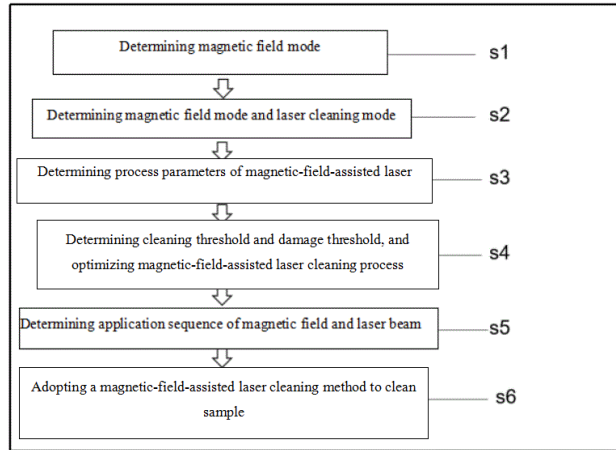 Determining magnetic field mode
s1
Determining magnetic field mode and laser cleaning mode
s2
Determining process parameters of magnetic-field-assisted laser
s3
Determining cleaning threshold and damage threshold, and
optimizing magnetic-field-assisted laser cleaning process
s4
Determining application sequence of magnetic field and laser beam
s5
Adopting a magnetic-field-assisted laser cleaning method to clean
sample
s6